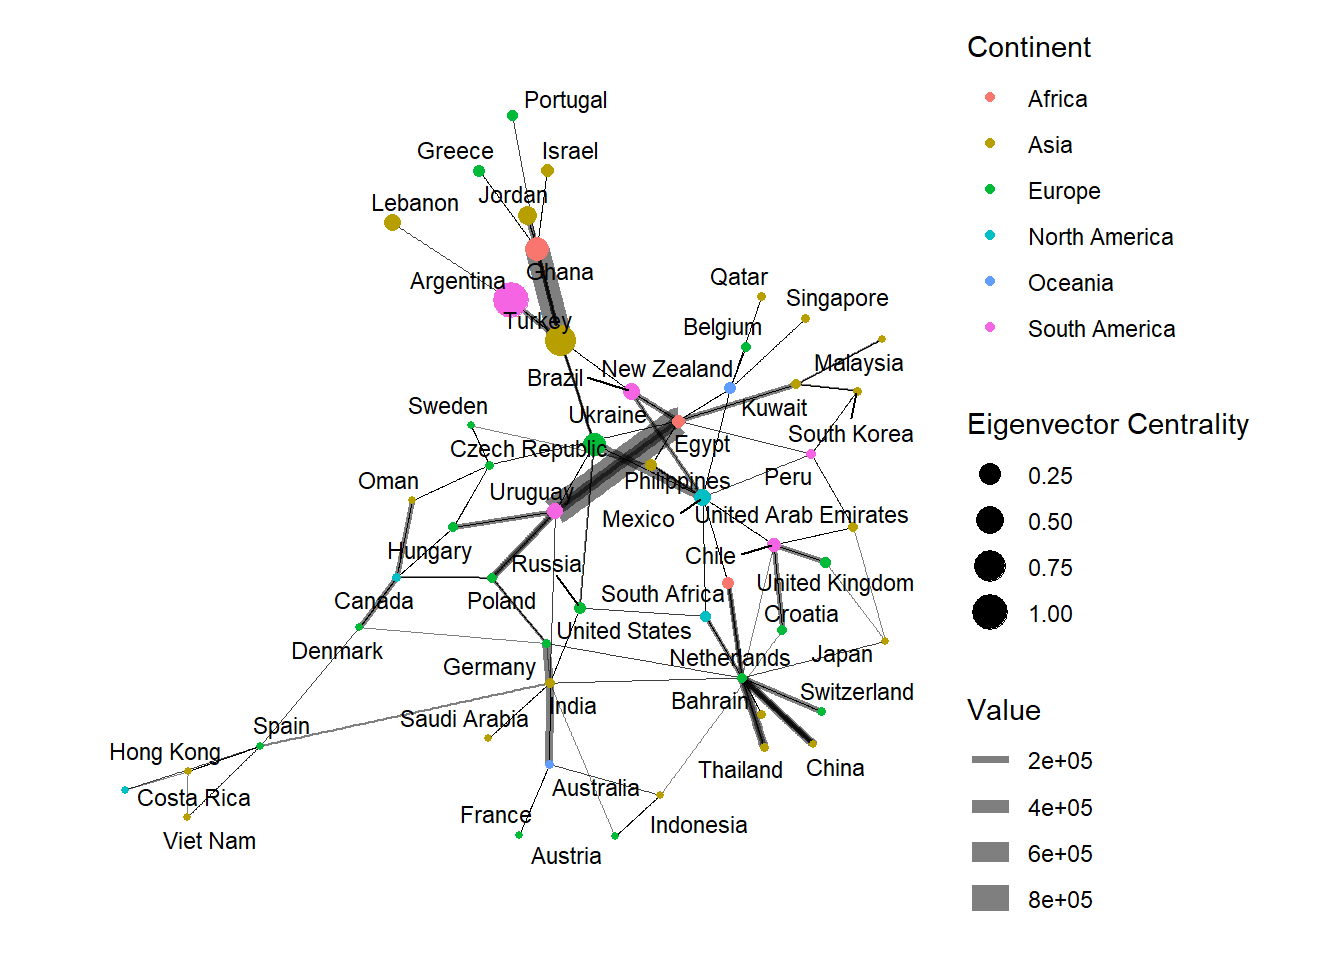 Portugal
Greece
Israel
Jordan
Lebanon
Ghana
Argentina
Turkey
Qatar
Singapore
Belgium
Malaysia
New Zealand
Brazil
Kuwait
Sweden
Ukraine
South Korea
Egypt
Czech Republic
Peru
Oman
Philippines
Uruguay
Mexico
United Arab Emirates
Hungary
Chile
Russia
United Kingdom
South Africa
Canada
Poland
Croatia
United States
Denmark
Netherlands
Japan
Germany
Switzerland
Bahrain
India
Saudi Arabia
Spain
Hong Kong
Thailand
China
Costa Rica
Australia
France
Indonesia
Viet Nam
Austria
Continent
Africa
Asia
Europe
North America
Oceania
South America
Eigenvector Centrality
0.25
0.50
0.75
1.00
Value
2e+05
4e+05
6e+05
8e+05